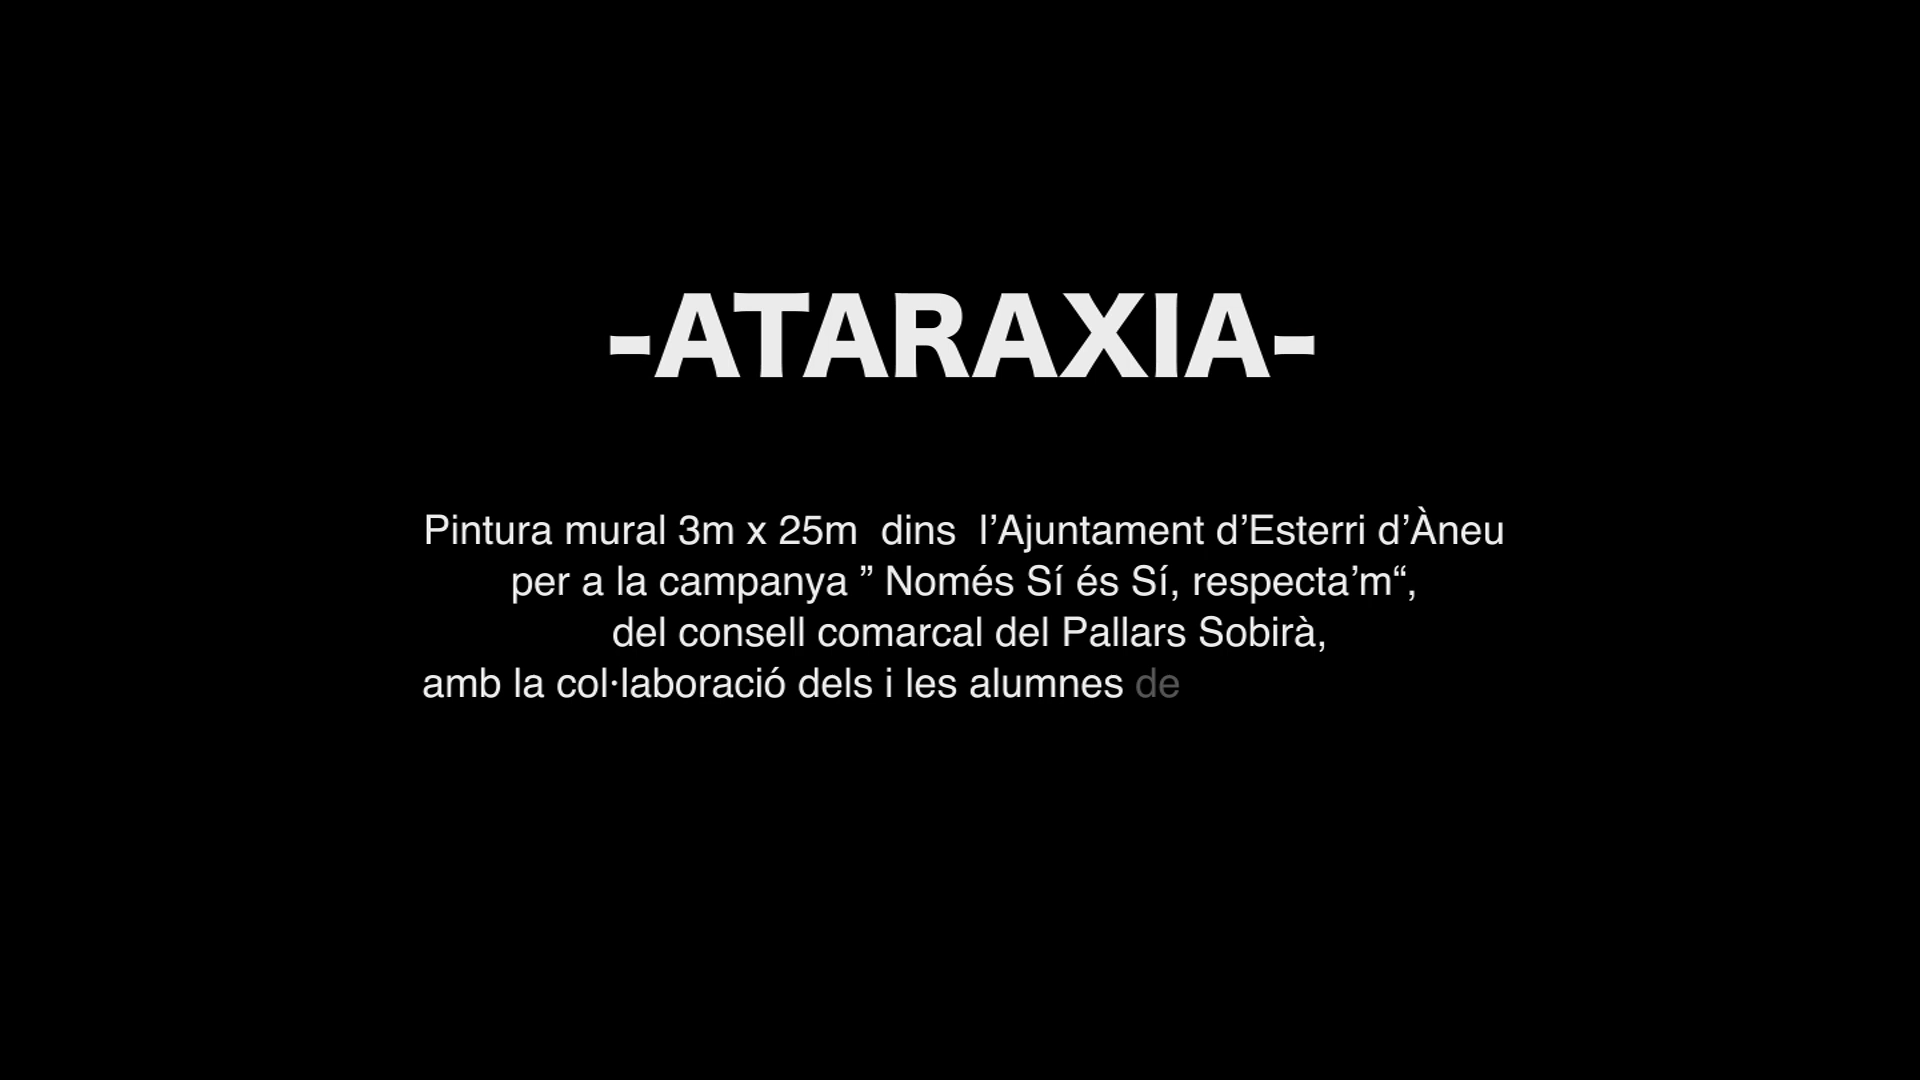 -ATARAXIA-
Pintura mural 3m x 25m  dins  l’Ajuntament d’Esterri d’Àneu
per a la campanya ” Només Sí és Sí, respecta’m“,
del consell comarcal del Pallars Sobirà,
amb la col·laboració dels i les alumnes de